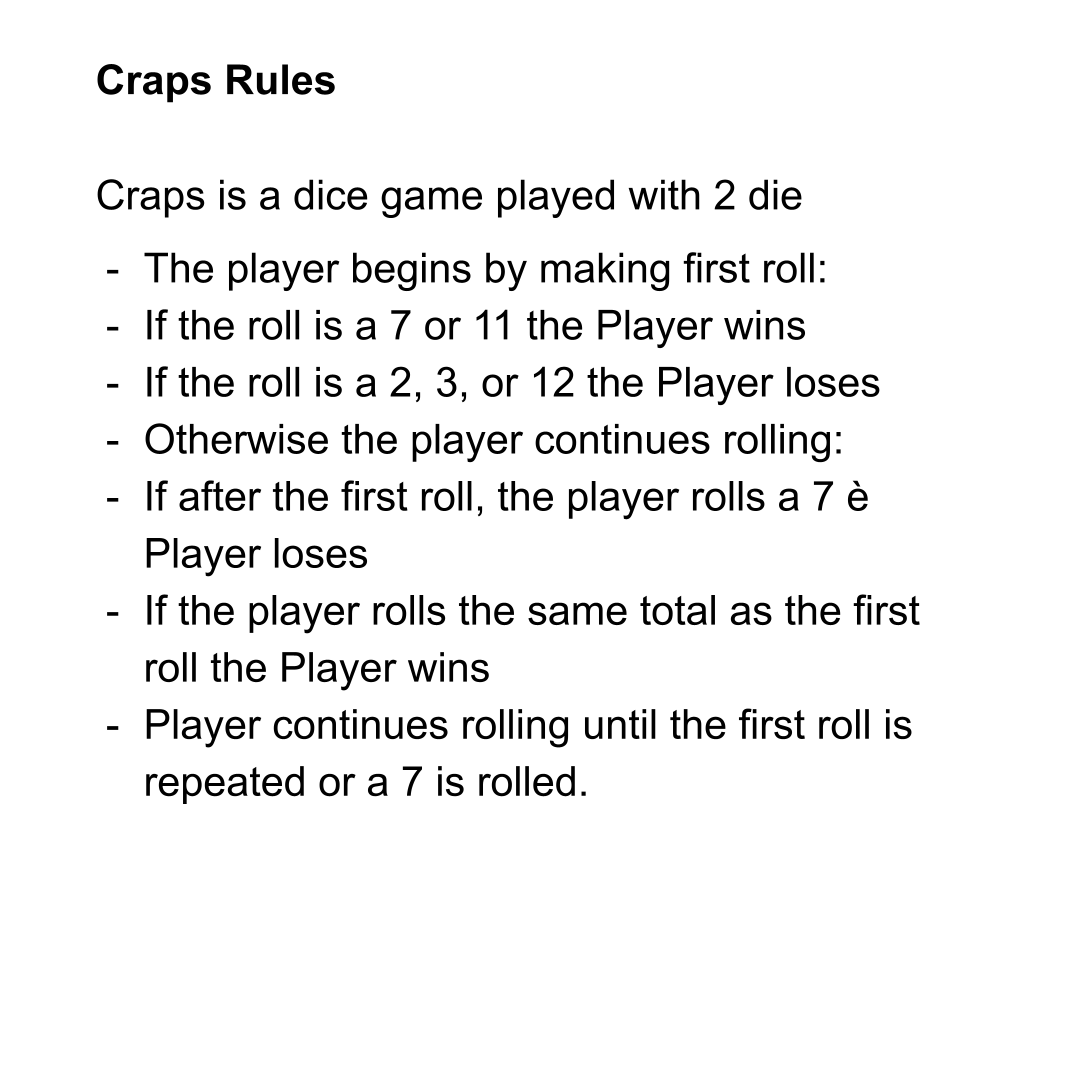 Craps Rules
Craps is a dice game played with 2 die
- The player begins by making first roll:
- If the roll is a 7 or 11 the Player wins
- If the roll is a 2, 3, or 12 the Player loses
- Otherwise the player continues rolling:
- If after the first roll, the player rolls a 7 è
Player loses
- If the player rolls the same total as the first
roll the Player wins
- Player continues rolling until the first roll is
repeated or a 7 is rolled.